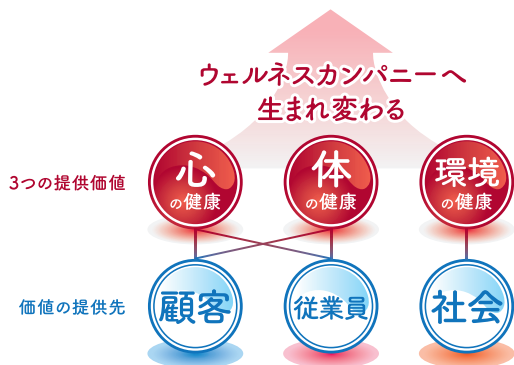 ウェルネスカンパニーへ
生まれ変わる
3つの提供価値
心
の健康
体
の健康
環境
の健康
価値の提供先
顧客
従業員
社会